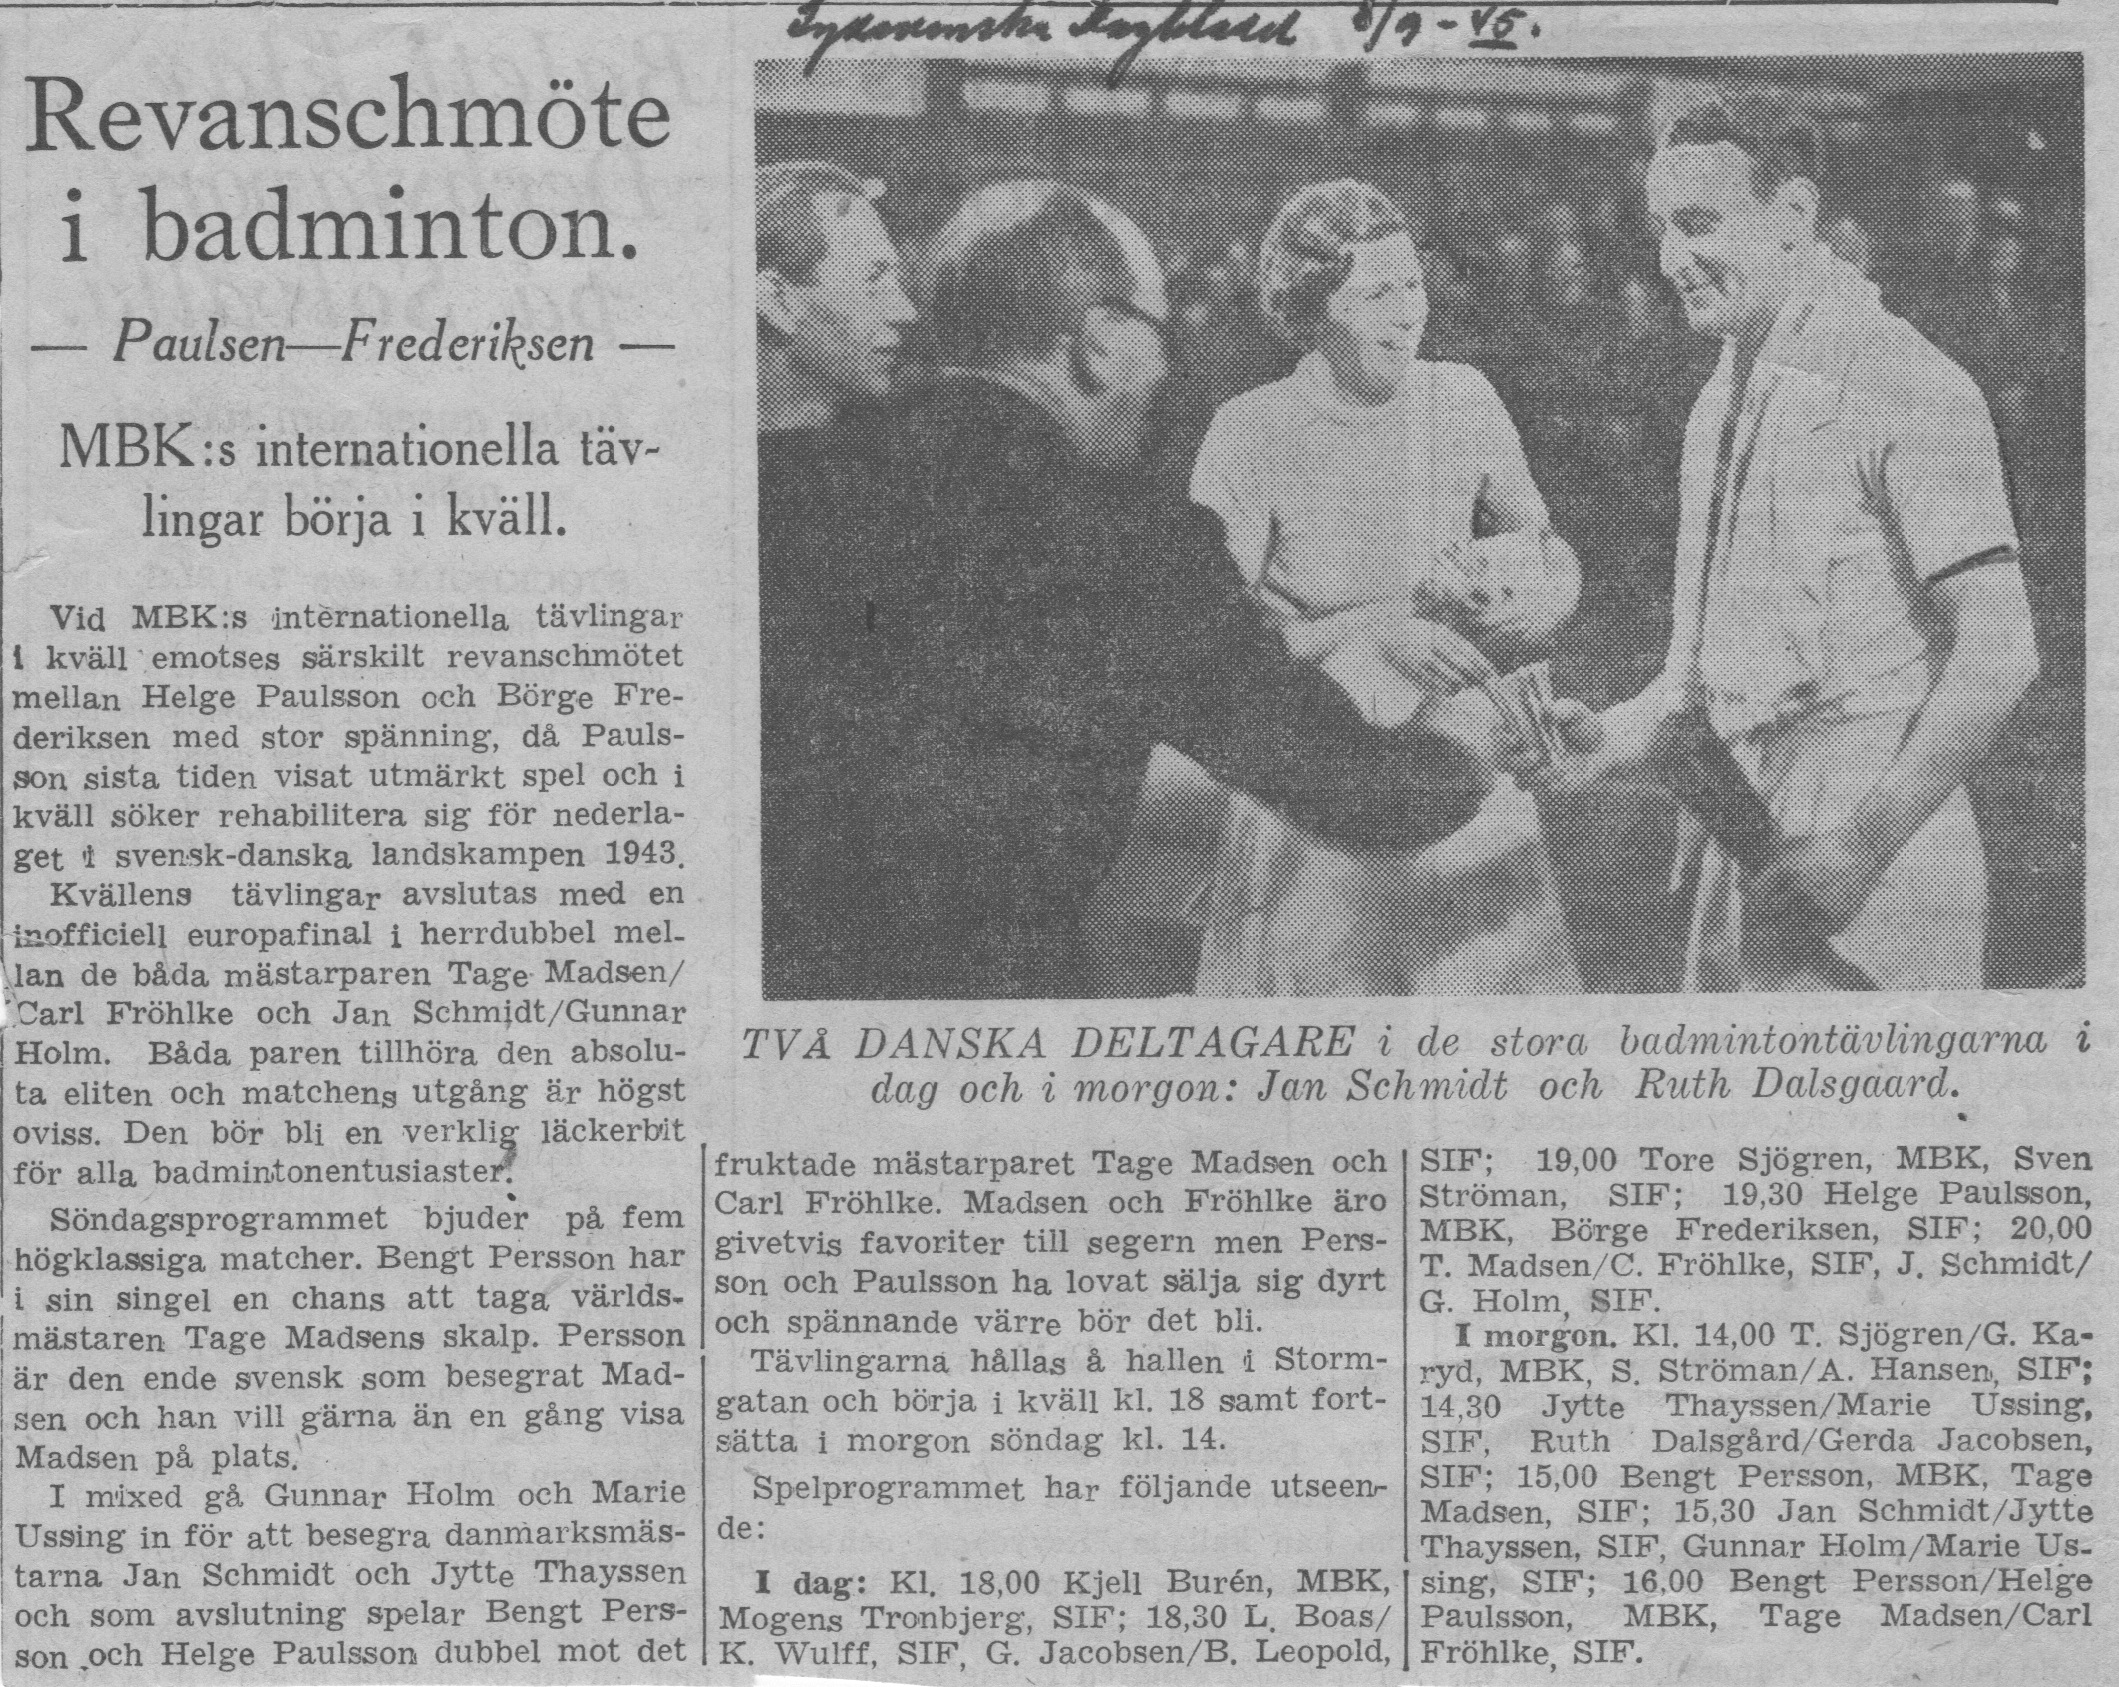 Sydsvenska Dagbladet 8/9-45.
Revanschmöte
i badminton.
— Paulsen—Frederiksen —
MBK:s internationella täv-
lingar börja i kväll.
Vid MBK:s internationella tävlingar
i kväll emotses särskilt revanschmötet
mellan Helge Paulsson och Börge Fre-
deriksen med stor spänning, då Pauls-
son sista tiden visat utmärkt spel och i
kväll söker rehabilitera sig för nederla-
get i svensk-danska landskampen 1943.
Kvällens tävlingar avslutas med en
inofficiell europafinal i herrdubbel mel-
lan de båda mästarparen Tage Madsen/
Carl Fröhlke och Jan Schmidt/Gunnar
Holm. Båda paren tillhöra den absolu-
ta eliten och matchens utgång är högst
oviss. Den bör bli en verklig läckerbit
för alla badmintonentusiaster.
Söndagsprogrammet bjuder på fem
högklassiga matcher. Bengt Persson har
i sin singel en chans att taga världs-
mästaren Tage Madsens skalp. Persson
är den ende svensk som besegrat Mad-
sen och han vill gärna än en gång visa
Madsen på plats.
I mixed gå Gunnar Holm och Marie
Ussing in för att besegra danmarksmäs-
tarna Jan Schmidt och Jytte Thayssen
och som avslutning spelar Bengt Pers-
son och Helge Paulsson dubbel mot det
TVÅ DANSKA DELTAGARE i de stora badmintontävlingarna i
dag och i morgon: Jan Schmidt och Ruth Dalsgaard.
fruktade mästarparet Tage Madsen och
Carl Fröhlke. Madsen och Fröhlke äro
givetvis favoriter till segern men Pers-
son och Paulsson ha lovat sälja sig dyrt
och spännande värre bör det bli.
Tävlingarna hållas å hallen i Storm-
gatan och börja i kväll kl. 18 samt fort-
sätta i morgon söndag kl. 14.
Spelprogrammet har följande utseen-
de:
I dag: Kl. 18,00 Kjell Burén, MBK,
Mogens Tronbjerg, SIF; 18,30 L. Boas/
K. Wulff, SIF, G. Jacobsen/B. Leopold,
SIF; 19,00 Tore Sjögren, MBK, Sven
Ströman, SIF; 19,30 Helge Paulsson,
MBK, Börge Frederiksen, SIF; 20,00
T. Madsen/C. Fröhlke, SIF, J. Schmidt/
G. Holm, SIF.
I morgon. Kl. 14,00 T. Sjögren/G. Ka-
ryd, MBK, S. Ströman/A. Hansen, SIF;
14,30 Jytte Thayssen/Marie Ussing,
SIF, Ruth Dalsgård/Gerda Jacobsen,
SIF; 15,00 Bengt Persson, MBK, Tage
Madsen, SIF; 15,30 Jan Schmidt/Jytte
Thayssen, SIF, Gunnar Holm/Marie Us-
sing, SIF; 16,00 Bengt Persson/Helge
Paulsson, MBK, Tage Madsen/Carl
Fröhlke, SIF.